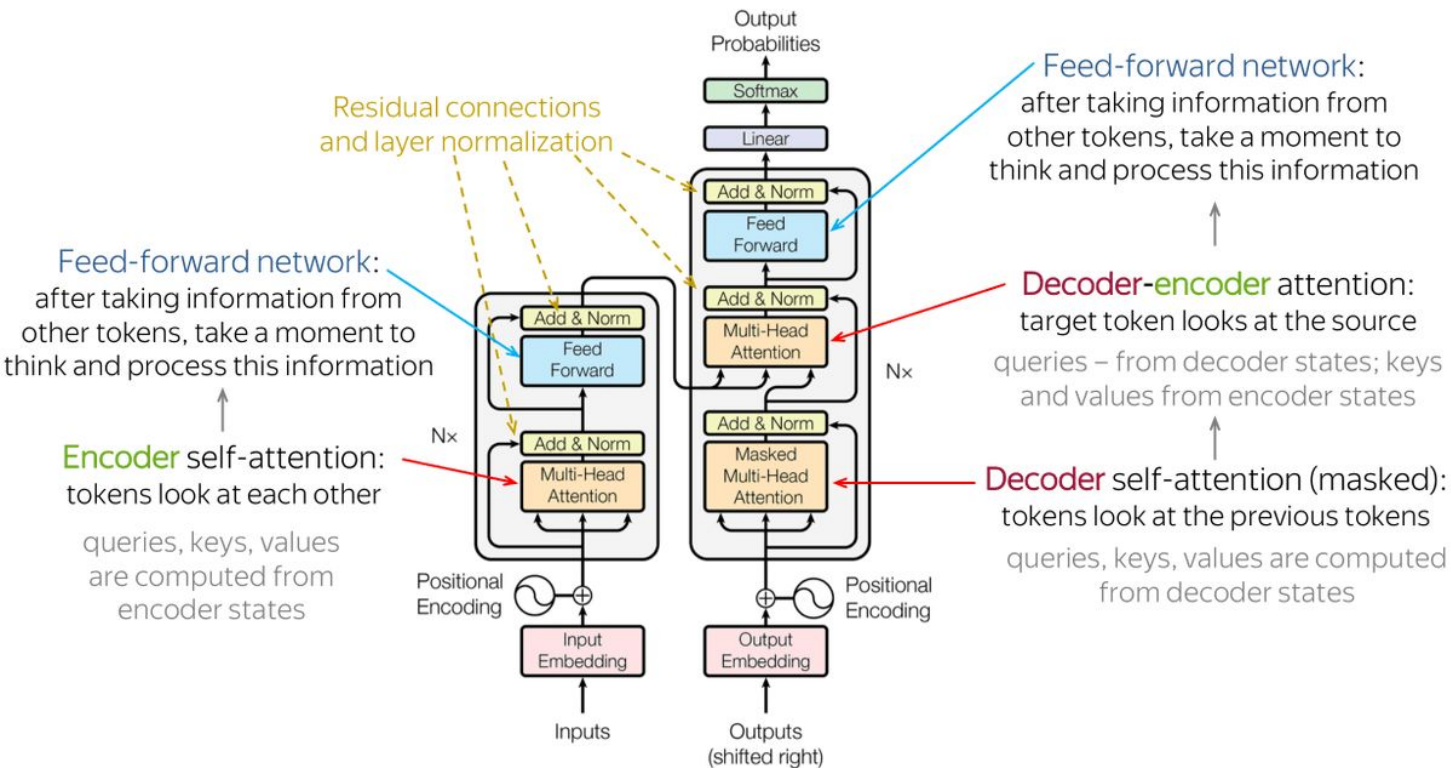 Output
Probabilities
Softmax
Linear
Add & Norm
Feed
Forward
Add & Norm
Multi-Head
Attention
Nx
Add & Norm
Masked
Multi-Head
Attention
Positional
Encoding
Output
Embedding
Outputs
(shifted right)
Residual connections
and layer normalization
Add & Norm
Feed
Forward
Nx
Add & Norm
Multi-Head
Attention
Positional
Encoding
Input
Embedding
Inputs
Feed-forward network:
after taking information from
other tokens, take a moment to
think and process this information
Encoder self-attention:
tokens look at each other
queries, keys, values
are computed from
encoder states
Feed-forward network:
after taking information from
other tokens, take a moment to
think and process this information
Decoder-encoder attention:
target token looks at the source
queries – from decoder states; keys
and values from encoder states
Decoder self-attention (masked):
tokens look at the previous tokens
queries, keys, values are computed
from decoder states